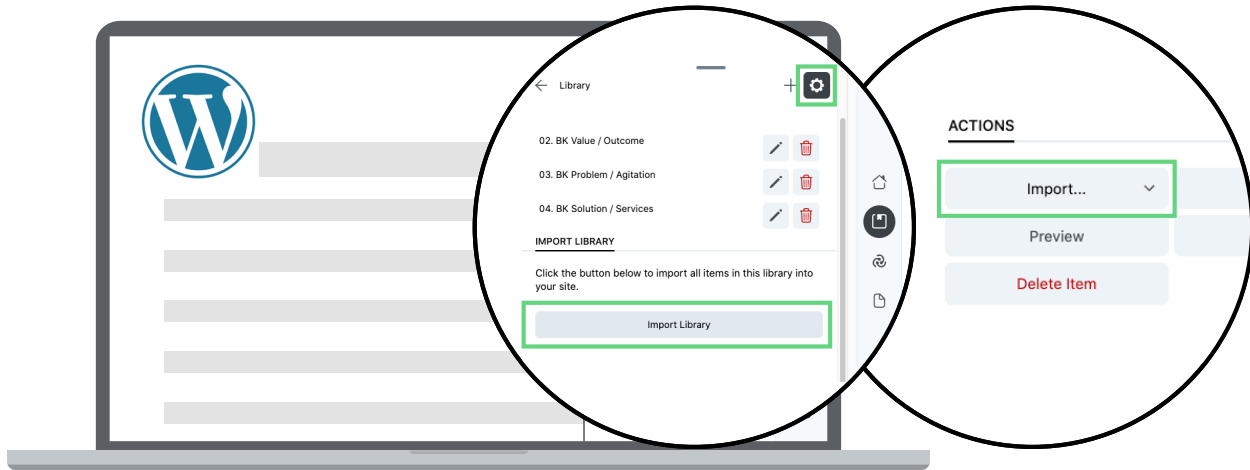 Library
02. BK Value / Outcome
03. BK Problem / Agitation
04. BK Solution / Services
IMPORT LIBRARY
Click the button below to import all items in this library into
your site.
Import Library
ACTIONS
Import...
Preview
Delete Item